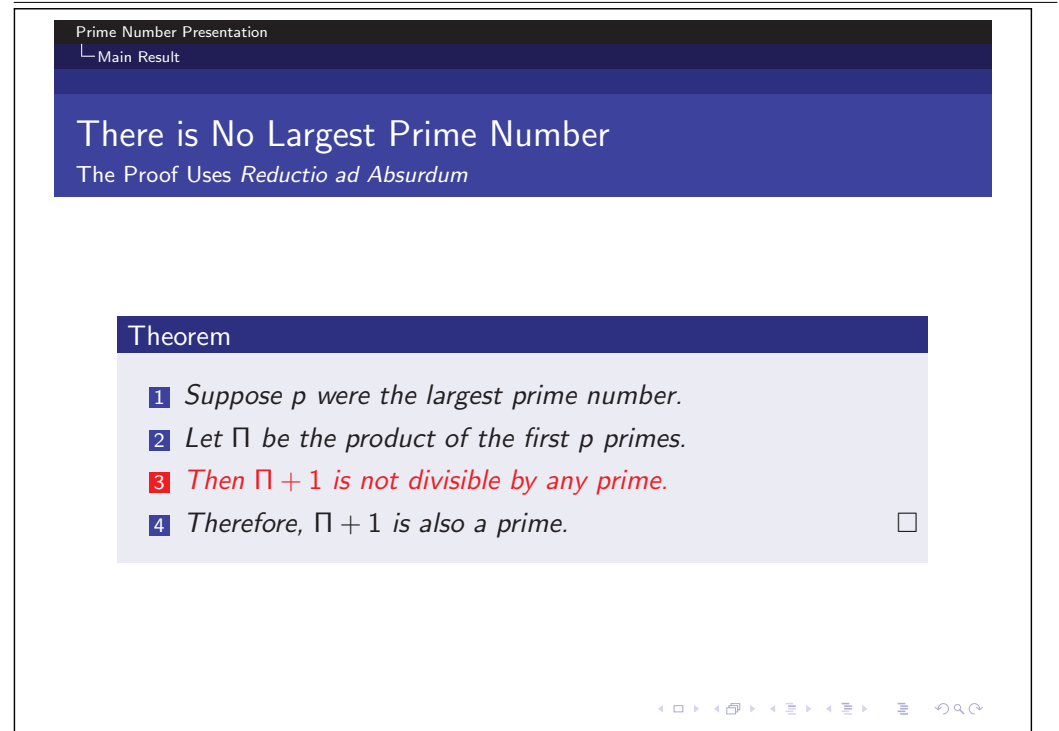 Prime Number Presentation
Main Result
There is No Largest Prime Number
The Proof Uses Reductio ad Absurdum
Theorem
1 Suppose p were the largest prime number.
2 Let Π be the product of the first p primes.
3 Then Π + 1 is not divisible by any prime.
4 Therefore, Π + 1 is also a prime. □